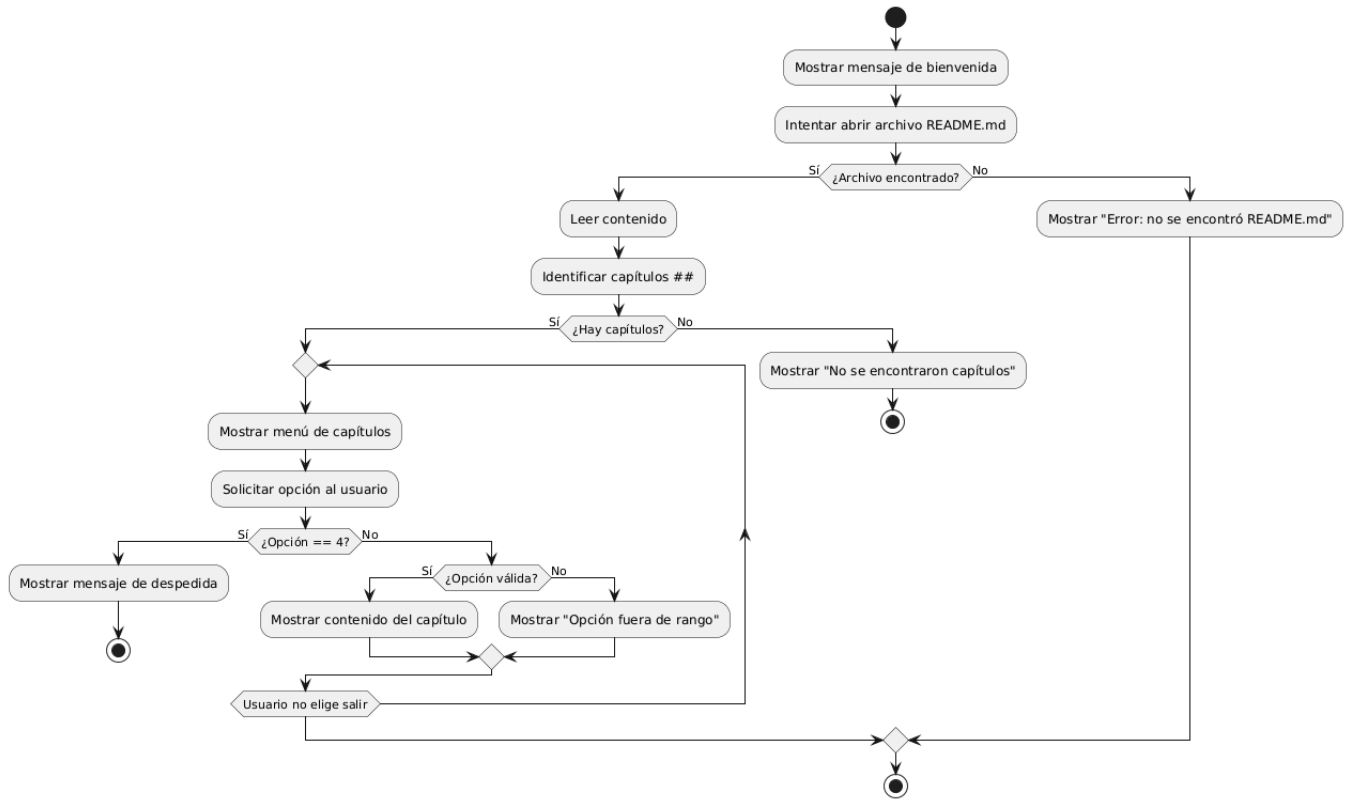 Mostrar mensaje de bienvenida
Intentar abrir archivo README.md
Sí
¿Archivo encontrado?
No
Leer contenido
Mostrar "Error: no se encontró README.md"
Identificar capítulos ##
Sí
¿Hay capítulos?
No
Mostrar "No se encontraron capítulos"
Mostrar menú de capítulos
Solicitar opción al usuario
Sí
¿Opción == 4?
No
Mostrar mensaje de despedida
Sí
¿Opción válida?
No
Mostrar contenido del capítulo
Mostrar "Opción fuera de rango"
Usuario no elige salir